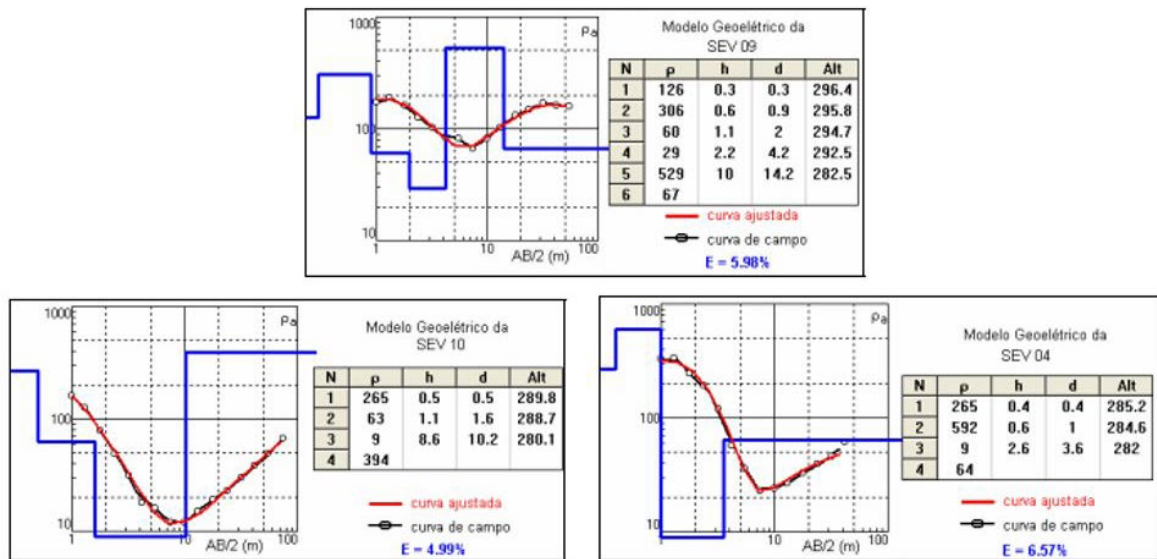 1000
ρa
100
10
1
10
100
AB/2 (m)
Modelo Geoelétrico da
SEV 09
N ρ h d Alt
1 126 0.3 0.3 296.4
2 306 0.6 0.9 295.8
3 60 1.1 2 294.7
4 29 2.2 4.2 292.5
5 529 10 14.2 282.5
6 67
curva ajustada
curva de campo
E = 5.98%
1000
ρa
100
10
1
10
100
AB/2 (m)
Modelo Geoelétrico da
SEV 10
N ρ h d Alt
1 265 0.5 0.5 289.8
2 63 1.1 1.6 288.7
3 9 8.6 10.2 280.1
4 394
curva ajustada
curva de campo
E = 4.99%
1000
ρa
100
10
1
10
100
AB/2 (m)
Modelo Geoelétrico da
SEV 04
N ρ h d Alt
1 265 0.4 0.4 285.2
2 592 0.6 1 284.6
3 9 2.6 3.6 282
4 64
curva ajustada
curva de campo
E = 6.57%